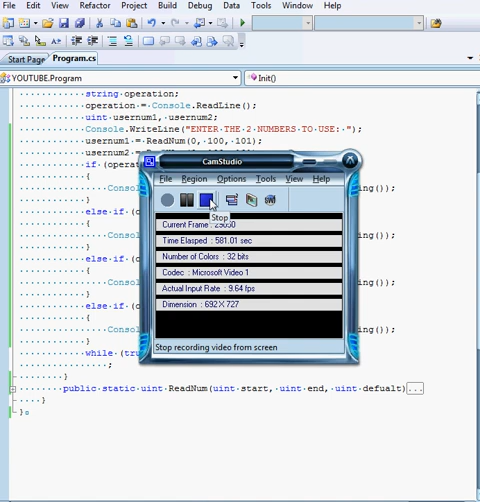 File Edit View Refactor Project Build Debug Data Tools Test Window Help
Start Page Program.cs
YOUTUBE.Program Init()
string operation;
operation = Console.ReadLine();
uint usernum1, usernum2;
Console.WriteLine("ENTER THE 2 NUMBERS TO USE: ");
usernum1 = ReadNum(0, 100, 101);
CamStudio
if (operat
File Region Options Tools View Help
{
Conso ing());
}
Stop
else if (o
Current Frame : 25050
{
Time Elasped : 581.01 sec
Conso ing());
}
Number of Colors : 32 bits
else if (o
Codec : Microsoft Video 1
{
Conso ing());
Actual Input Rate : 9.64 fps
}
Dimension : 692 X 727
else if (o
{
Conso ing());
}
Stop recording video from screen
while (tru
;
}
public static uint ReadNum(uint start, uint end, uint defualt)...
}
}